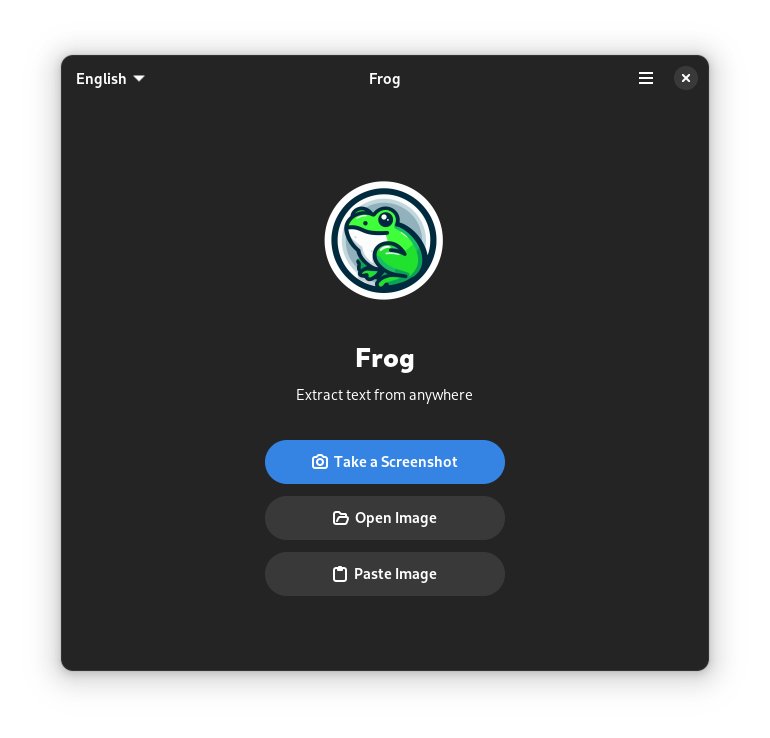 English
Frog
Frog
Extract text from anywhere
Take a Screenshot
Open Image
Paste Image